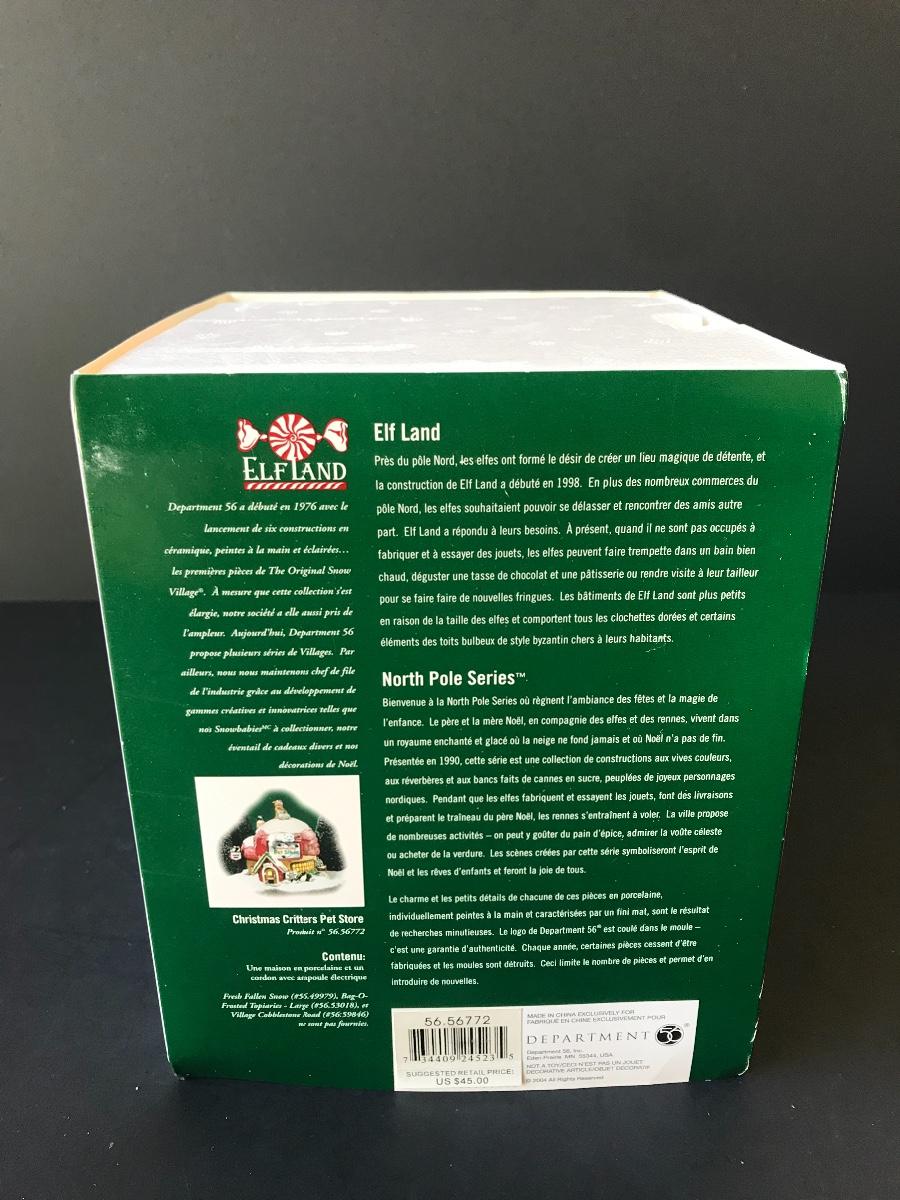 ELFLAND
Department 56 a débuté en 1976 avec le
lancement de six constructions en
céramique, peintes à la main et éclairées...
les premières pièces de The Original Snow
Village®. À mesure que cette collection s'est
élargie, notre société a elle aussi pris de
l'ampleur. Aujourd'hui, Department 56
propose plusieurs séries de Villages. Par
ailleurs, nous nous maintenons chef de file
de l'industrie grâce au développement de
gammes créatives et innovatrices telles que
nos SnowbabiesMC à collectionner, notre
éventail de cadeaux divers et nos
décorations de Noël.
Christmas Critters Pet Store
Produit n° 56.56772
Contenu:
Une maison en porcelaine et un
cordon avec ampoule électrique
Fresh Fallen Snow (#56.49979), Bag-O-
Frosted Topiaries - Large (#56.53018), et
Village Cobblestone Road (#56.59846)
ne sont pas fournies.
Elf Land
Près du pôle Nord, les elfes ont formé le désir de créer un lieu magique de détente, et
la construction de Elf Land a débuté en 1998. En plus des nombreux commerces du
pôle Nord, les elfes souhaitaient pouvoir se délasser et rencontrer des amis autre
part. Elf Land a répondu à leurs besoins. À présent, quand il ne sont pas occupés à
fabriquer et à essayer des jouets, les elfes peuvent faire trempette dans un bain bien
chaud, déguster une tasse de chocolat et une pâtisserie ou rendre visite à leur tailleur
pour se faire faire de nouvelles fringues. Les bâtiments de Elf Land sont plus petits
en raison de la taille des elfes et comportent tous les clochettes dorées et certains
éléments des toits bulbeux de style byzantin chers à leurs habitants.
North Pole Series™
Bienvenue à la North Pole Series où règnent l'ambiance des fêtes et la magie de
l'enfance. Le père et la mère Noël, en compagnie des elfes et des rennes, vivent dans
un royaume enchanté et glacé où la neige ne fond jamais et où Noël n'a pas de fin.
Présentée en 1990, cette série est une collection de constructions aux vives couleurs,
aux réverbères et aux bancs faits de cannes en sucre, peuplées de joyeux personnages
nordiques. Pendant que les elfes fabriquent et essayent les jouets, font des livraisons
et préparent le traîneau du père Noël, les rennes s'entraînent à voler. La ville propose
de nombreuses activités – on peut y goûter du pain d'épice, admirer la voûte céleste
ou acheter de la verdure. Les scènes créées par cette série symboliseront l'esprit de
Noël et les rêves d'enfants et feront la joie de tous.
Le charme et les petits détails de chacune de ces pièces en porcelaine,
individuellement peintes à la main et caractérisées par un fini mat, sont le résultat
de recherches minutieuses. Le logo de Department 56® est coulé dans le moule –
c'est une garantie d'authenticité. Chaque année, certaines pièces cessent d'être
fabriquées et les moules sont détruits. Ceci limite le nombre de pièces et permet d'en
introduire de nouvelles.
56.56772
7 34409 24523 5
SUGGESTED RETAIL PRICE:
US $45.00
MADE IN CHINA EXCLUSIVELY FOR
FABRIQUÉ EN CHINE EXCLUSIVEMENT POUR
DEPARTMENT 56®
Department 56, Inc.
Eden Prairie, MN 55344, USA
NOT A TOY/CECI N'EST PAS UN JOUET
DECORATIVE ARTICLE/OBJET DÉCORATIF
© 2004 All Rights Reserved